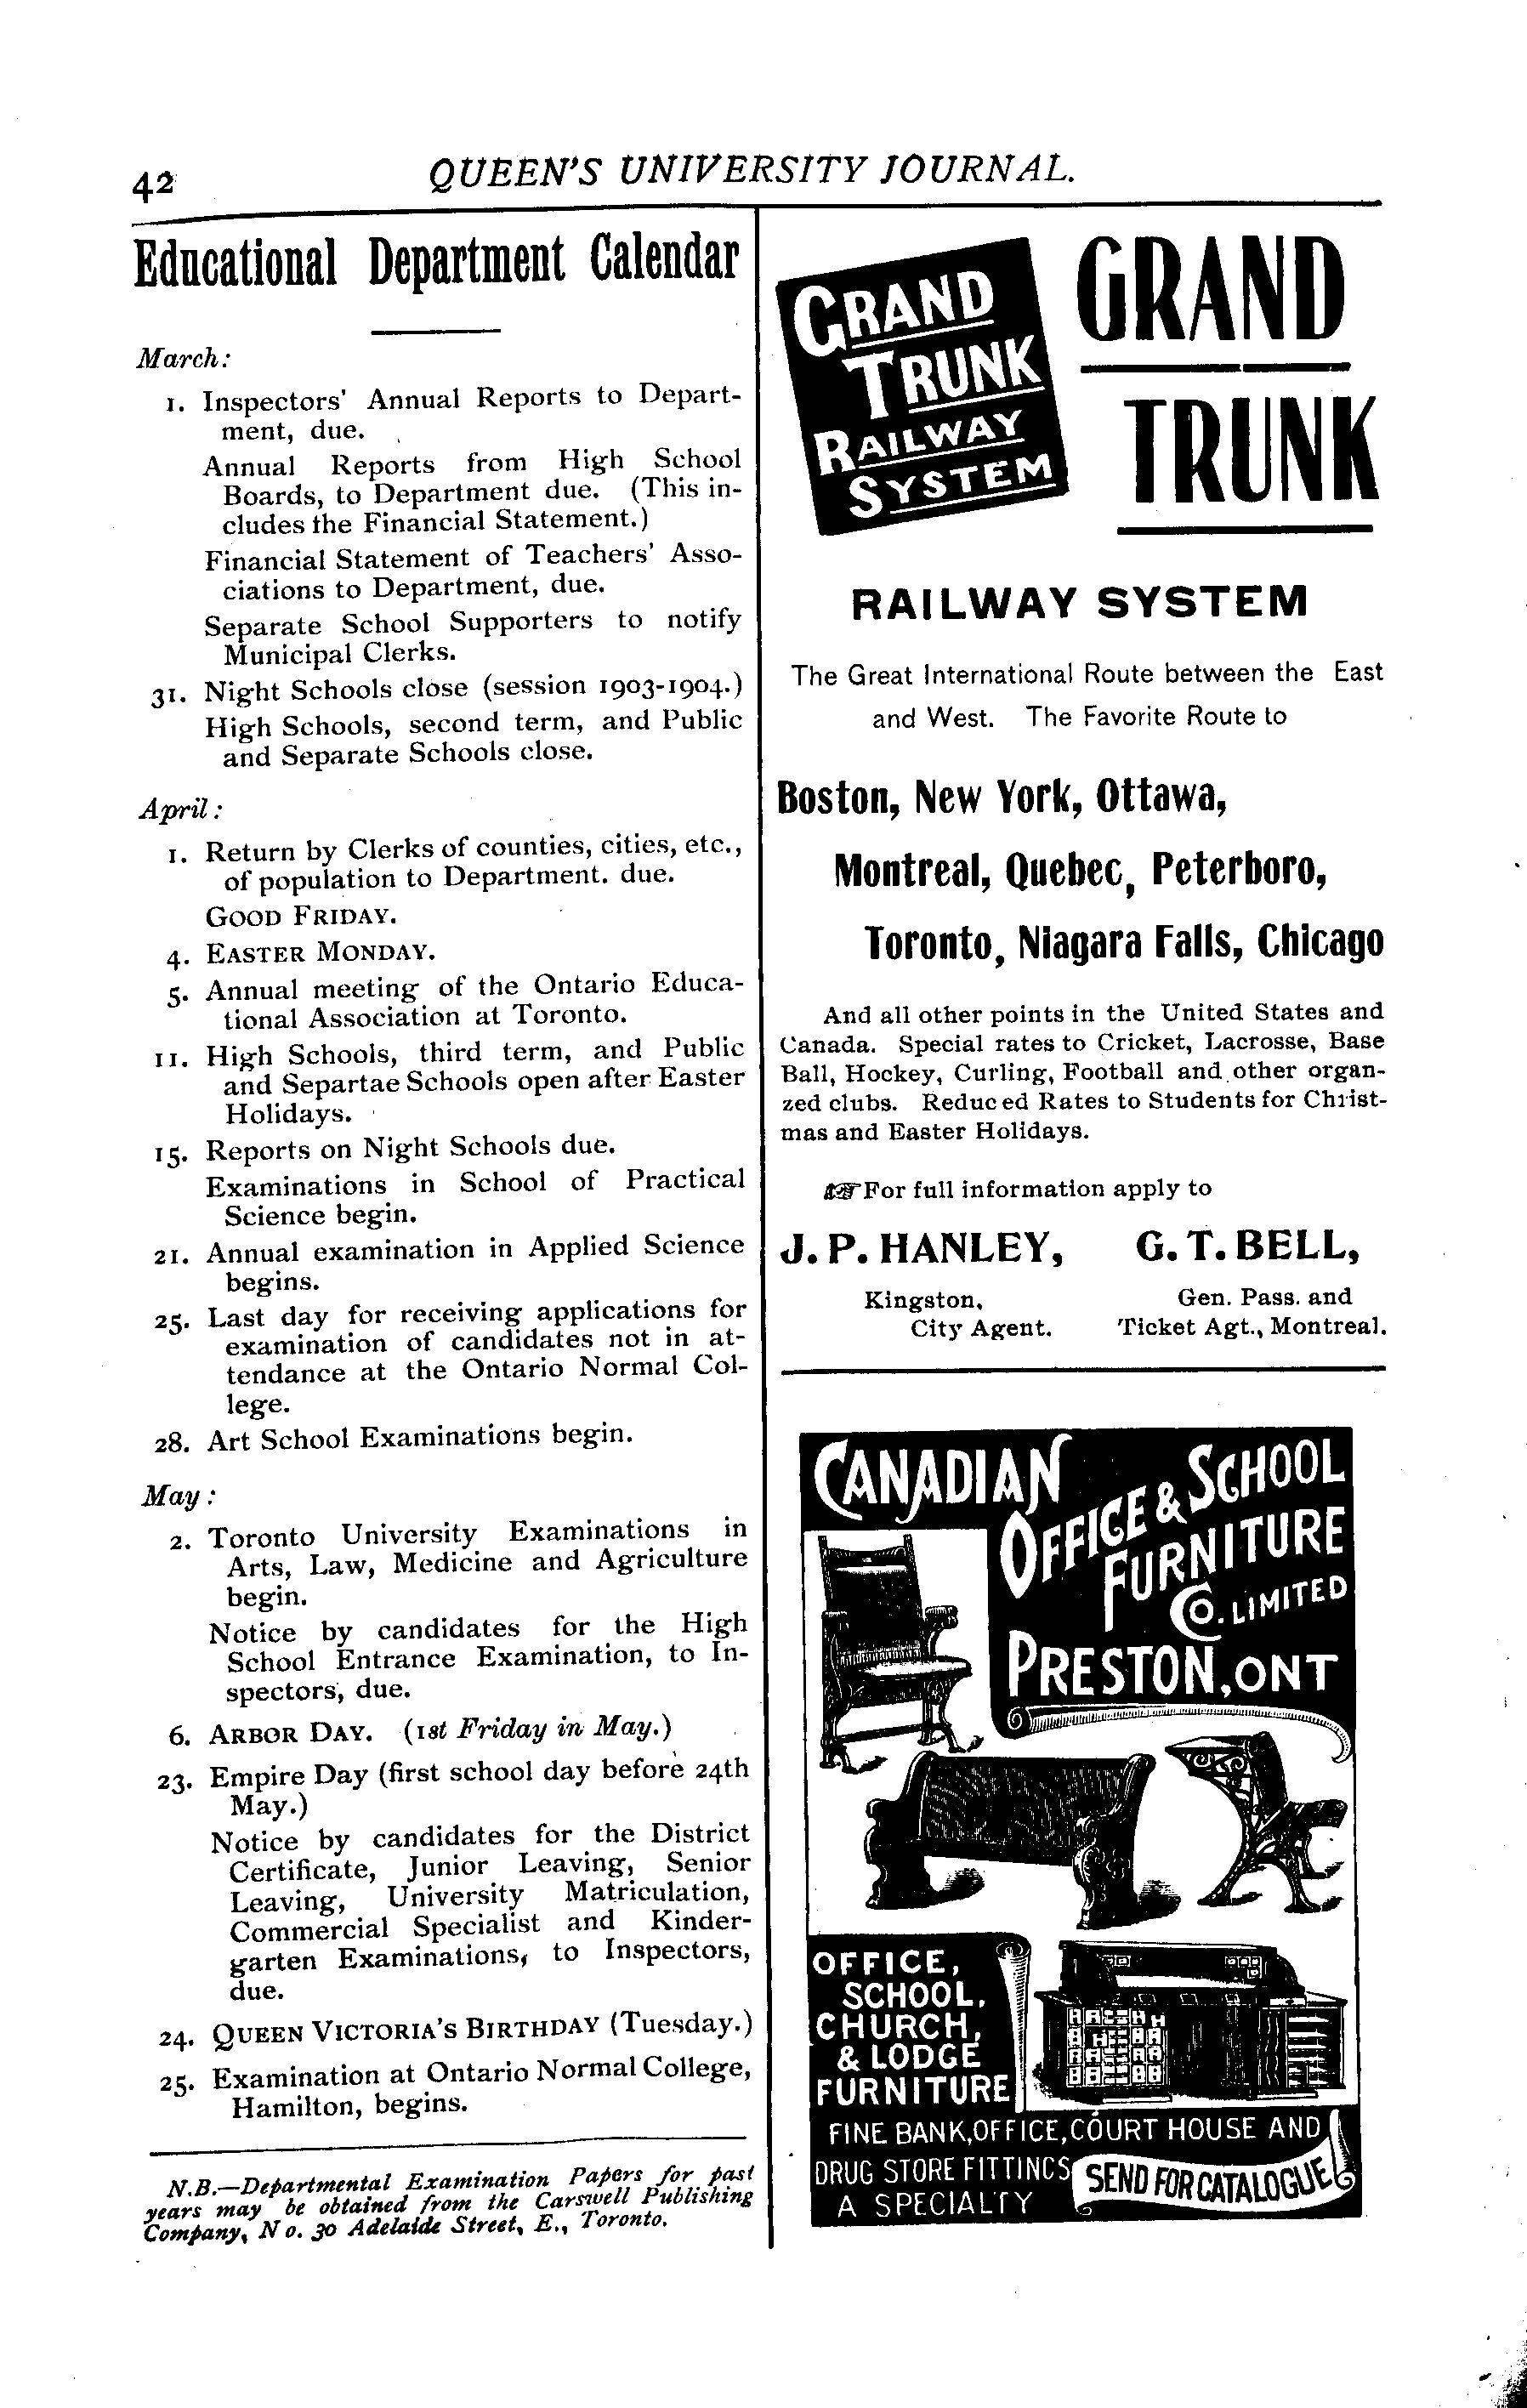 42
QUEEN'S UNIVERSITY JOURNAL.
Educational Department Calendar
March:
1. Inspectors' Annual Reports to Depart-
ment, due.
Annual Reports from High School
Boards, to Department due. (This in-
cludes the Financial Statement.)
Financial Statement of Teachers' Asso-
ciations to Department, due.
Separate School Supporters to notify
Municipal Clerks.
31. Night Schools close (session 1903-1904.)
High Schools, second term, and Public
and Separate Schools close.
April:
1. Return by Clerks of counties, cities, etc.,
of population to Department. due.
GOOD FRIDAY.
4. EASTER MONDAY.
5. Annual meeting of the Ontario Educa-
tional Association at Toronto.
11. High Schools, third term, and Public
and Separtae Schools open after Easter
Holidays.
15. Reports on Night Schools due.
Examinations in School of Practical
Science begin.
21. Annual examination in Applied Science
begins.
25. Last day for receiving applications for
examination of candidates not in at-
tendance at the Ontario Normal Col-
lege.
28. Art School Examinations begin.
May:
2. Toronto University Examinations in
Arts, Law, Medicine and Agriculture
begin.
Notice by candidates for the High
School Entrance Examination, to In-
spectors, due.
6. ARBOR DAY. (1st Friday in May.)
23. Empire Day (first school day before 24th
May.)
Notice by candidates for the District
Certificate, Junior Leaving, Senior
Leaving, University Matriculation,
Commercial Specialist and Kinder-
garten Examinations, to Inspectors,
due.
24. QUEEN VICTORIA'S BIRTHDAY (Tuesday.)
25. Examination at Ontario Normal College,
Hamilton, begins.
N.B.—Departmental Examination Papers for past
years may be obtained from the Carswell Publishing
Company, No. 30 Adelaide Street, E., Toronto.
GRAND
TRUNK
RAILWAY
SYSTEM
GRAND
TRUNK
RAILWAY SYSTEM
The Great International Route between the East
and West. The Favorite Route to
Boston, New York, Ottawa,
Montreal, Quebec, Peterboro,
Toronto, Niagara Falls, Chicago
And all other points in the United States and
Canada. Special rates to Cricket, Lacrosse, Base
Ball, Hockey, Curling, Football and other organ-
zed clubs. Reduced Rates to Students for Christ-
mas and Easter Holidays.
☞For full information apply to
J. P. HANLEY, G. T. BELL,
Kingston, Gen. Pass. and
City Agent. Ticket Agt., Montreal.
CANADIAN
OFFICE & SCHOOL
FURNITURE
CO. LIMITED
PRESTON, ONT
OFFICE,
SCHOOL,
CHURCH,
& LODGE
FURNITURE
FINE BANK, OFFICE, COURT HOUSE AND
DRUG STORE FITTINGS
A SPECIALTY
SEND FOR CATALOGUE